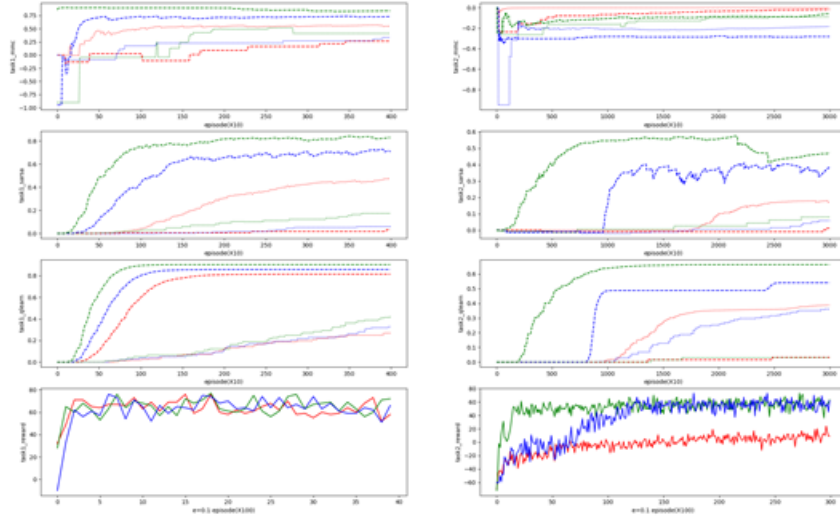 0.75
0.50
0.25
0.00
-0.25
-0.50
-0.75
-1.00
task1_mmc
0 50 100 150 200 250 300 350 400
episode(X10)
0.0
-0.2
-0.4
-0.6
-0.8
task2_mmc
0 500 1000 1500 2000 2500 3000
episode(X10)
0.8
0.6
0.4
0.2
0.0
task1_sarsa
0 50 100 150 200 250 300 350 400
episode(X10)
0.6
0.5
0.4
0.3
0.2
0.1
0.0
task2_sarsa
0 500 1000 1500 2000 2500 3000
episode(X10)
0.8
0.6
0.4
0.2
0.0
task1_qlearn
0 50 100 150 200 250 300 350 400
episode(X10)
0.6
0.5
0.4
0.3
0.2
0.1
0.0
task2_qlearn
0 500 1000 1500 2000 2500 3000
episode(X10)
80
60
40
20
0
task1_reward
0 5 10 15 20 25 30 35 40
ε=0.1 episode(X100)
80
60
40
20
0
-20
-40
-60
task2_reward
0 50 100 150 200 250 300
ε=0.1 episode(X100)